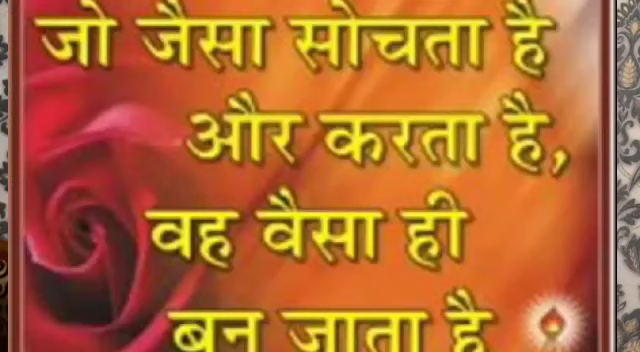 जो जैसा सोचता है
और करता है,
वह वैसा ही
बन जाता है